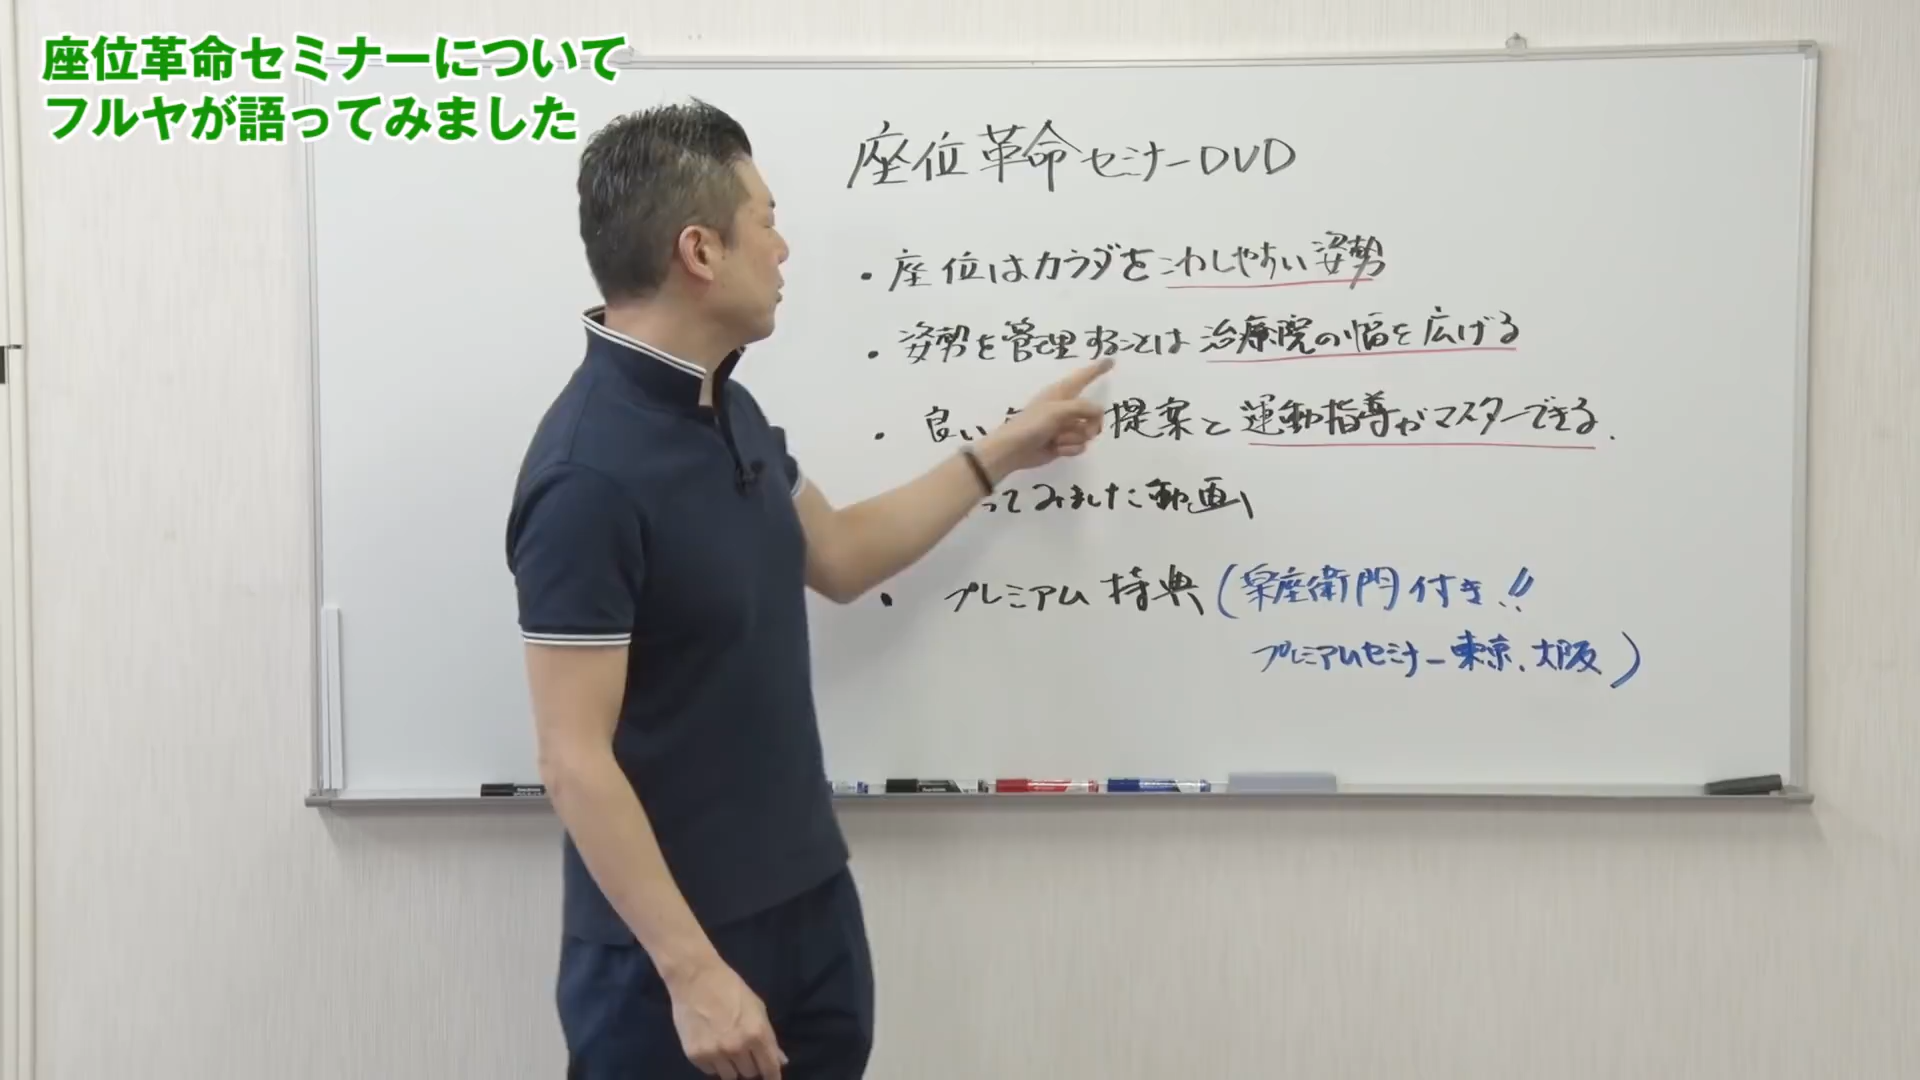 座位革命セミナーについて
フルヤが語ってみました
座位革命セミナーDVD
・座位はカラダをこわしやすい姿勢
・姿勢を管理することは治療院の幅を広げる
・良い 提案と運動指導がマスターできる.
ってみました動画
・プレミアム特典(楽座衛門付き!!
プレミアムセミナー東京、大阪)